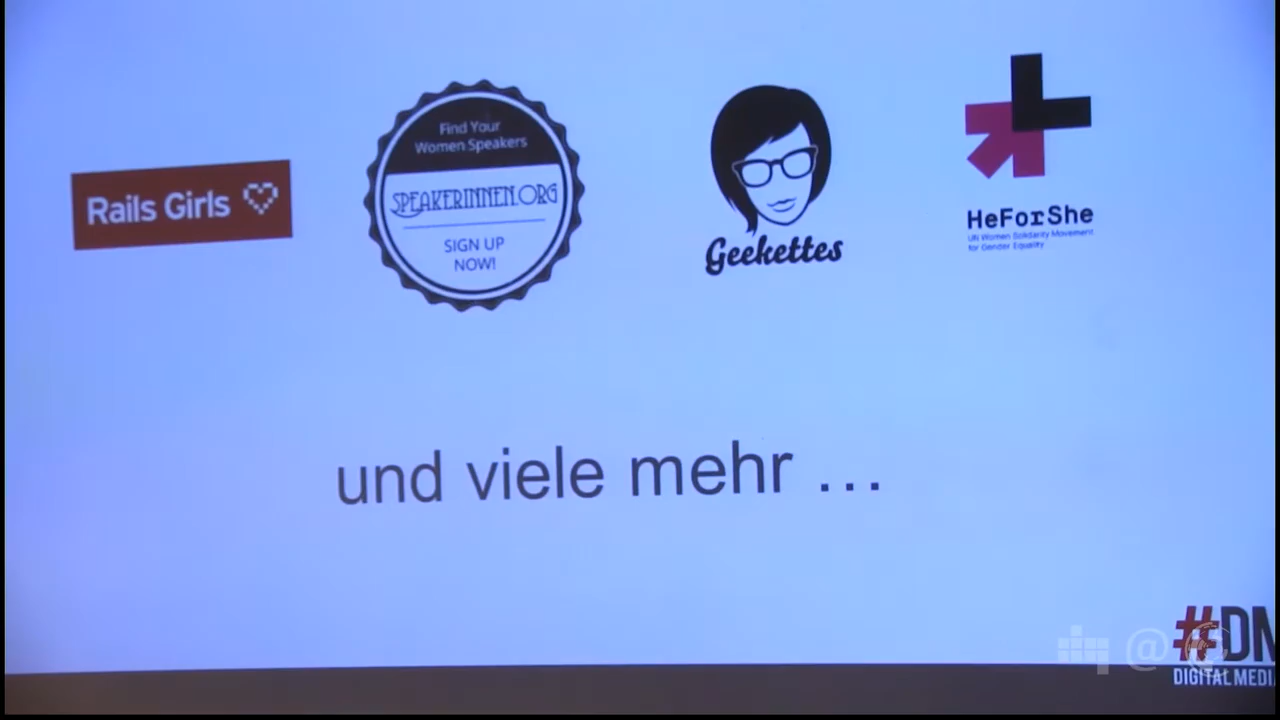 Rails Girls
Find Your
Women Speakers
SPEAKERINNEN.ORG
SIGN UP
NOW!
Geekettes
HeForShe
UN Women Solidarity Movement
for Gender Equality
und viele mehr ...
#DM
DIGITAL MEDI
@